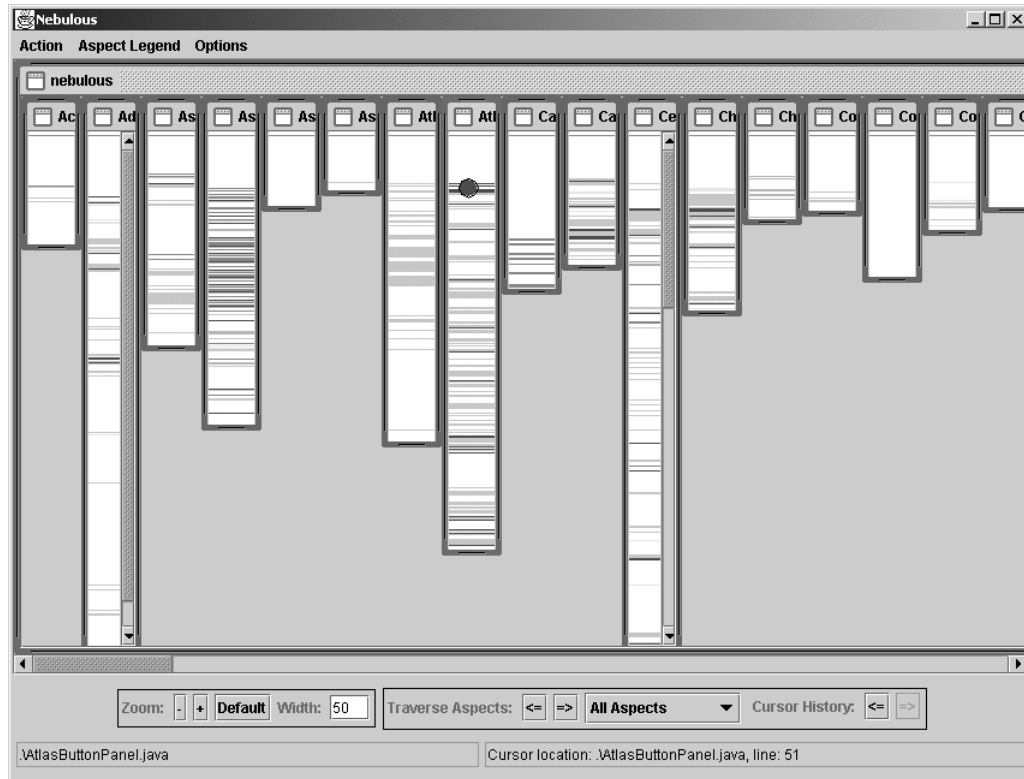 Nebulous
Action Aspect Legend Options
nebulous
Ac Ad As As As As Atl Atl Ca Ca Ce Ch Ch Co Co Co
Zoom: - + Default Width: 50 Traverse Aspects: <= => All Aspects Cursor History: <= =>
.\AtlasButtonPanel.java Cursor location: .\AtlasButtonPanel.java, line: 51